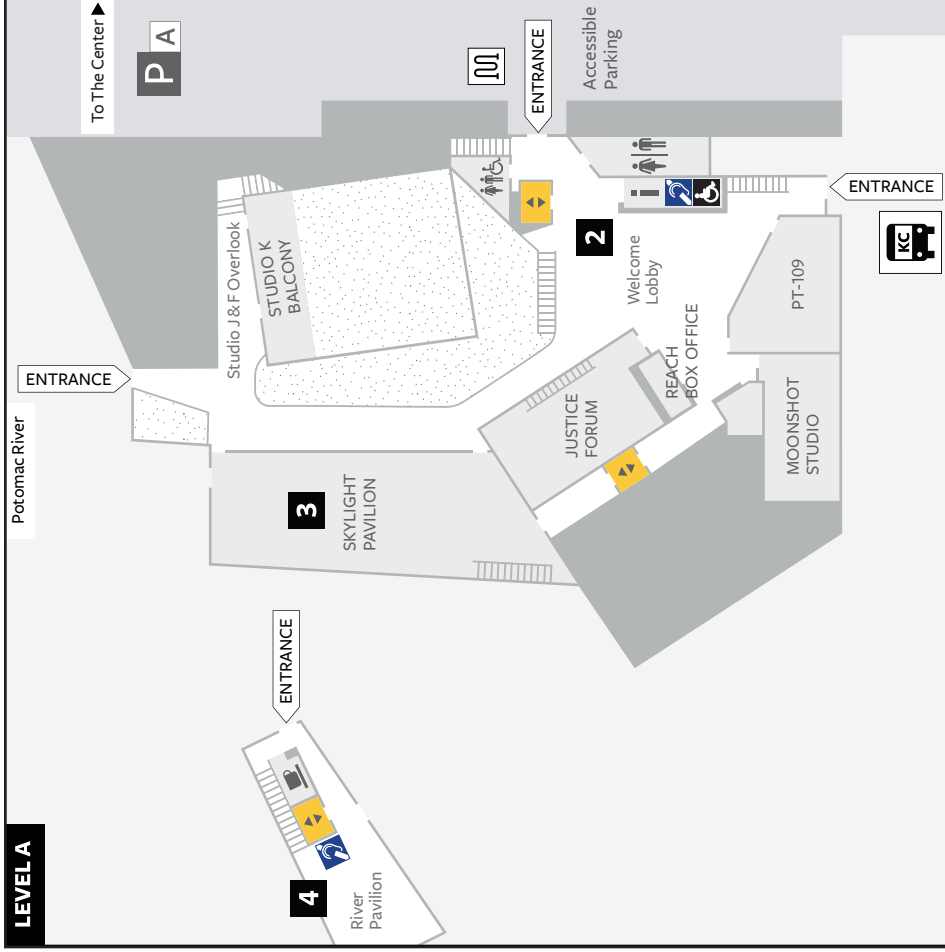 LEVEL A
Potomac River
To The Center
P
A
ENTRANCE
Accessible
Parking
ENTRANCE
ENTRANCE
KC
ENTRANCE
Studio J & F Overlook
STUDIO K
BALCONY
2
Welcome
Lobby
REACH
BOX OFFICE
PT-109
MOONSHOT
STUDIO
JUSTICE
FORUM
3
SKYLIGHT
PAVILION
4
River
Pavilion
i